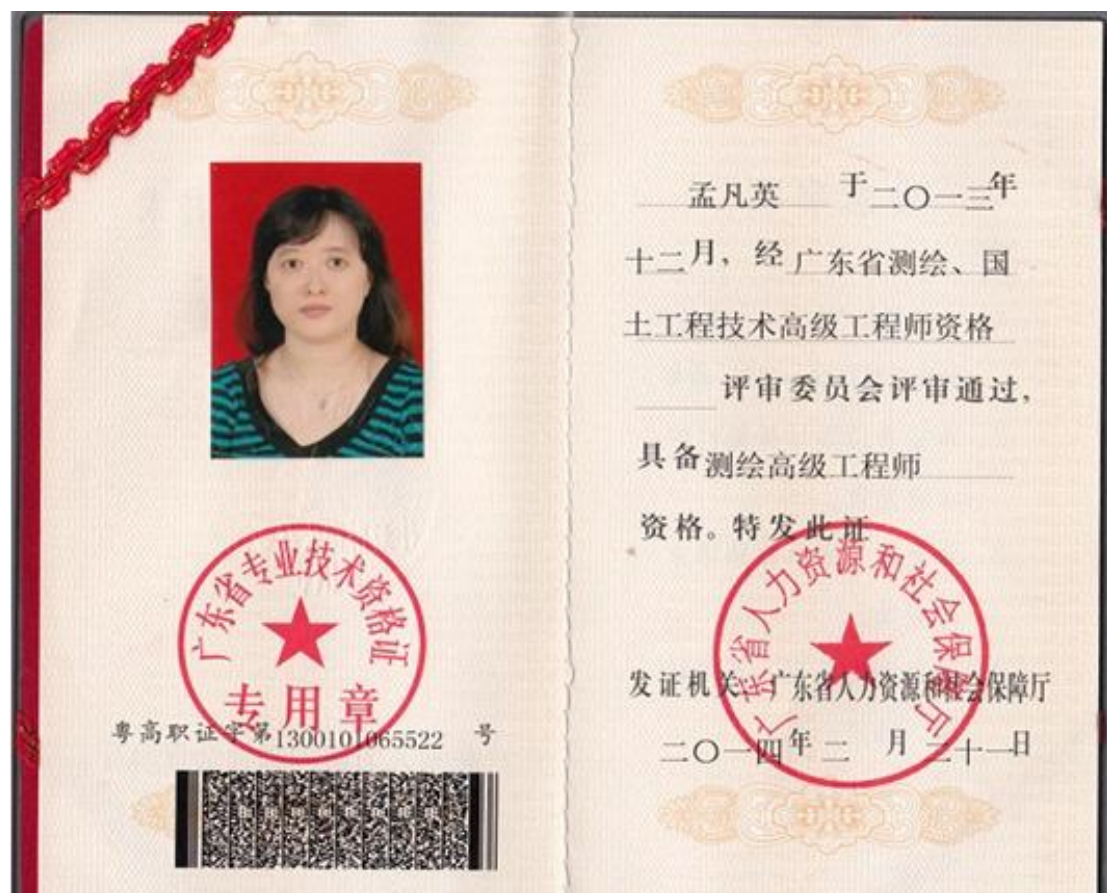 广东省专业技术资格证
专用章
粤高职证字第1300101065522 号
孟凡英 于二〇一三年
十二月，经广东省测绘、国
土工程技术高级工程师资格
评审委员会评审通过，
具备测绘高级工程师
资格。特发此证
广东省人力资源和社会保障厅
发证机关：广东省人力资源和社会保障厅
二〇一四年二月二十一日